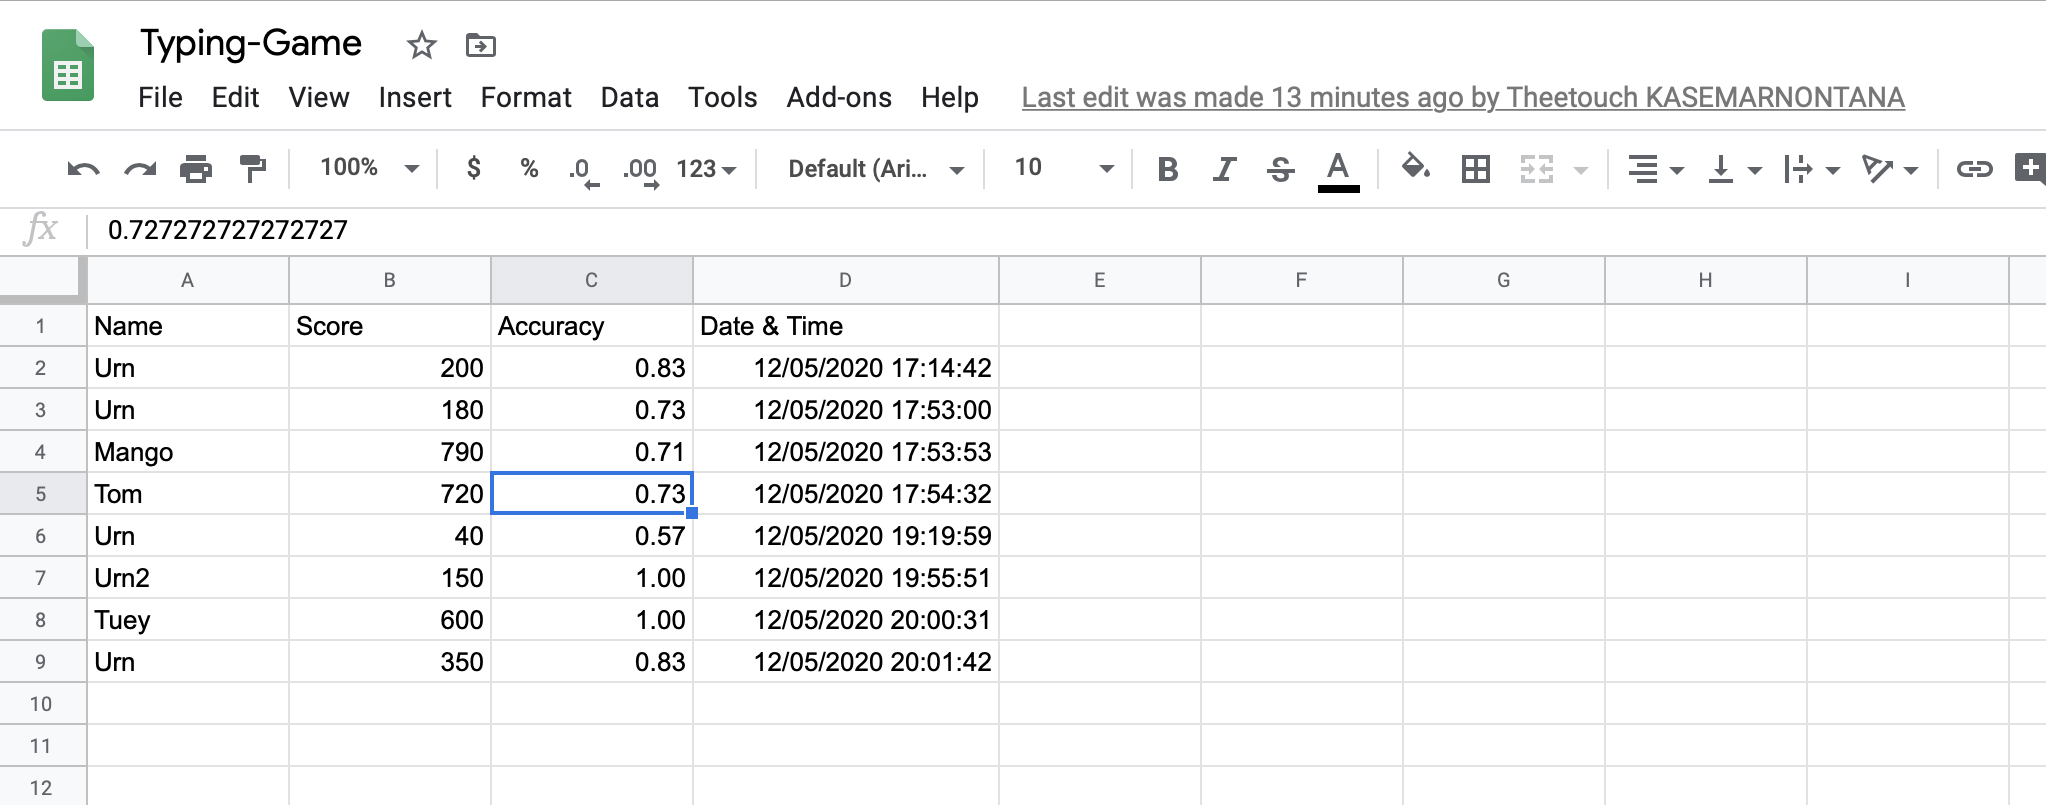 Typing-Game
File Edit View Insert Format Data Tools Add-ons Help Last edit was made 13 minutes ago by Theetouch KASEMARNONTANA
100% $ % .0 .00 123 Default (Ari... 10 B I S A
fx 0.727272727272727
A B C D E F G H I
1 Name Score Accuracy Date & Time
2 Urn 200 0.83 12/05/2020 17:14:42
3 Urn 180 0.73 12/05/2020 17:53:00
4 Mango 790 0.71 12/05/2020 17:53:53
5 Tom 720 0.73 12/05/2020 17:54:32
6 Urn 40 0.57 12/05/2020 19:19:59
7 Urn2 150 1.00 12/05/2020 19:55:51
8 Tuey 600 1.00 12/05/2020 20:00:31
9 Urn 350 0.83 12/05/2020 20:01:42
10
11
12